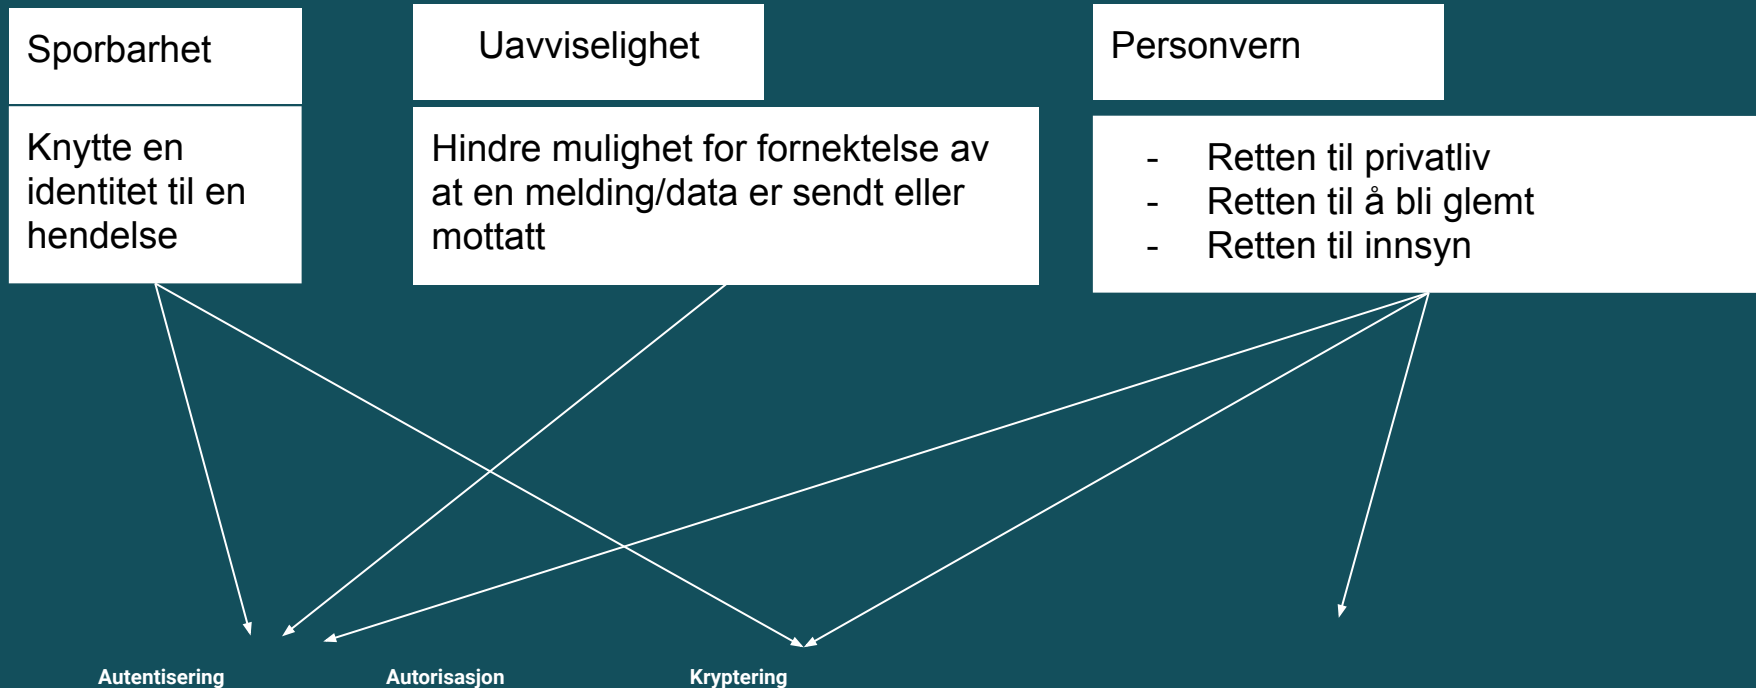 Sporbarhet
Knytte en
identitet til en
hendelse
Uavviselighet
Hindre mulighet for fornektelse av
at en melding/data er sendt eller
mottatt
Personvern
- Retten til privatliv
- Retten til å bli glemt
- Retten til innsyn
Autentisering
Autorisasjon
Kryptering